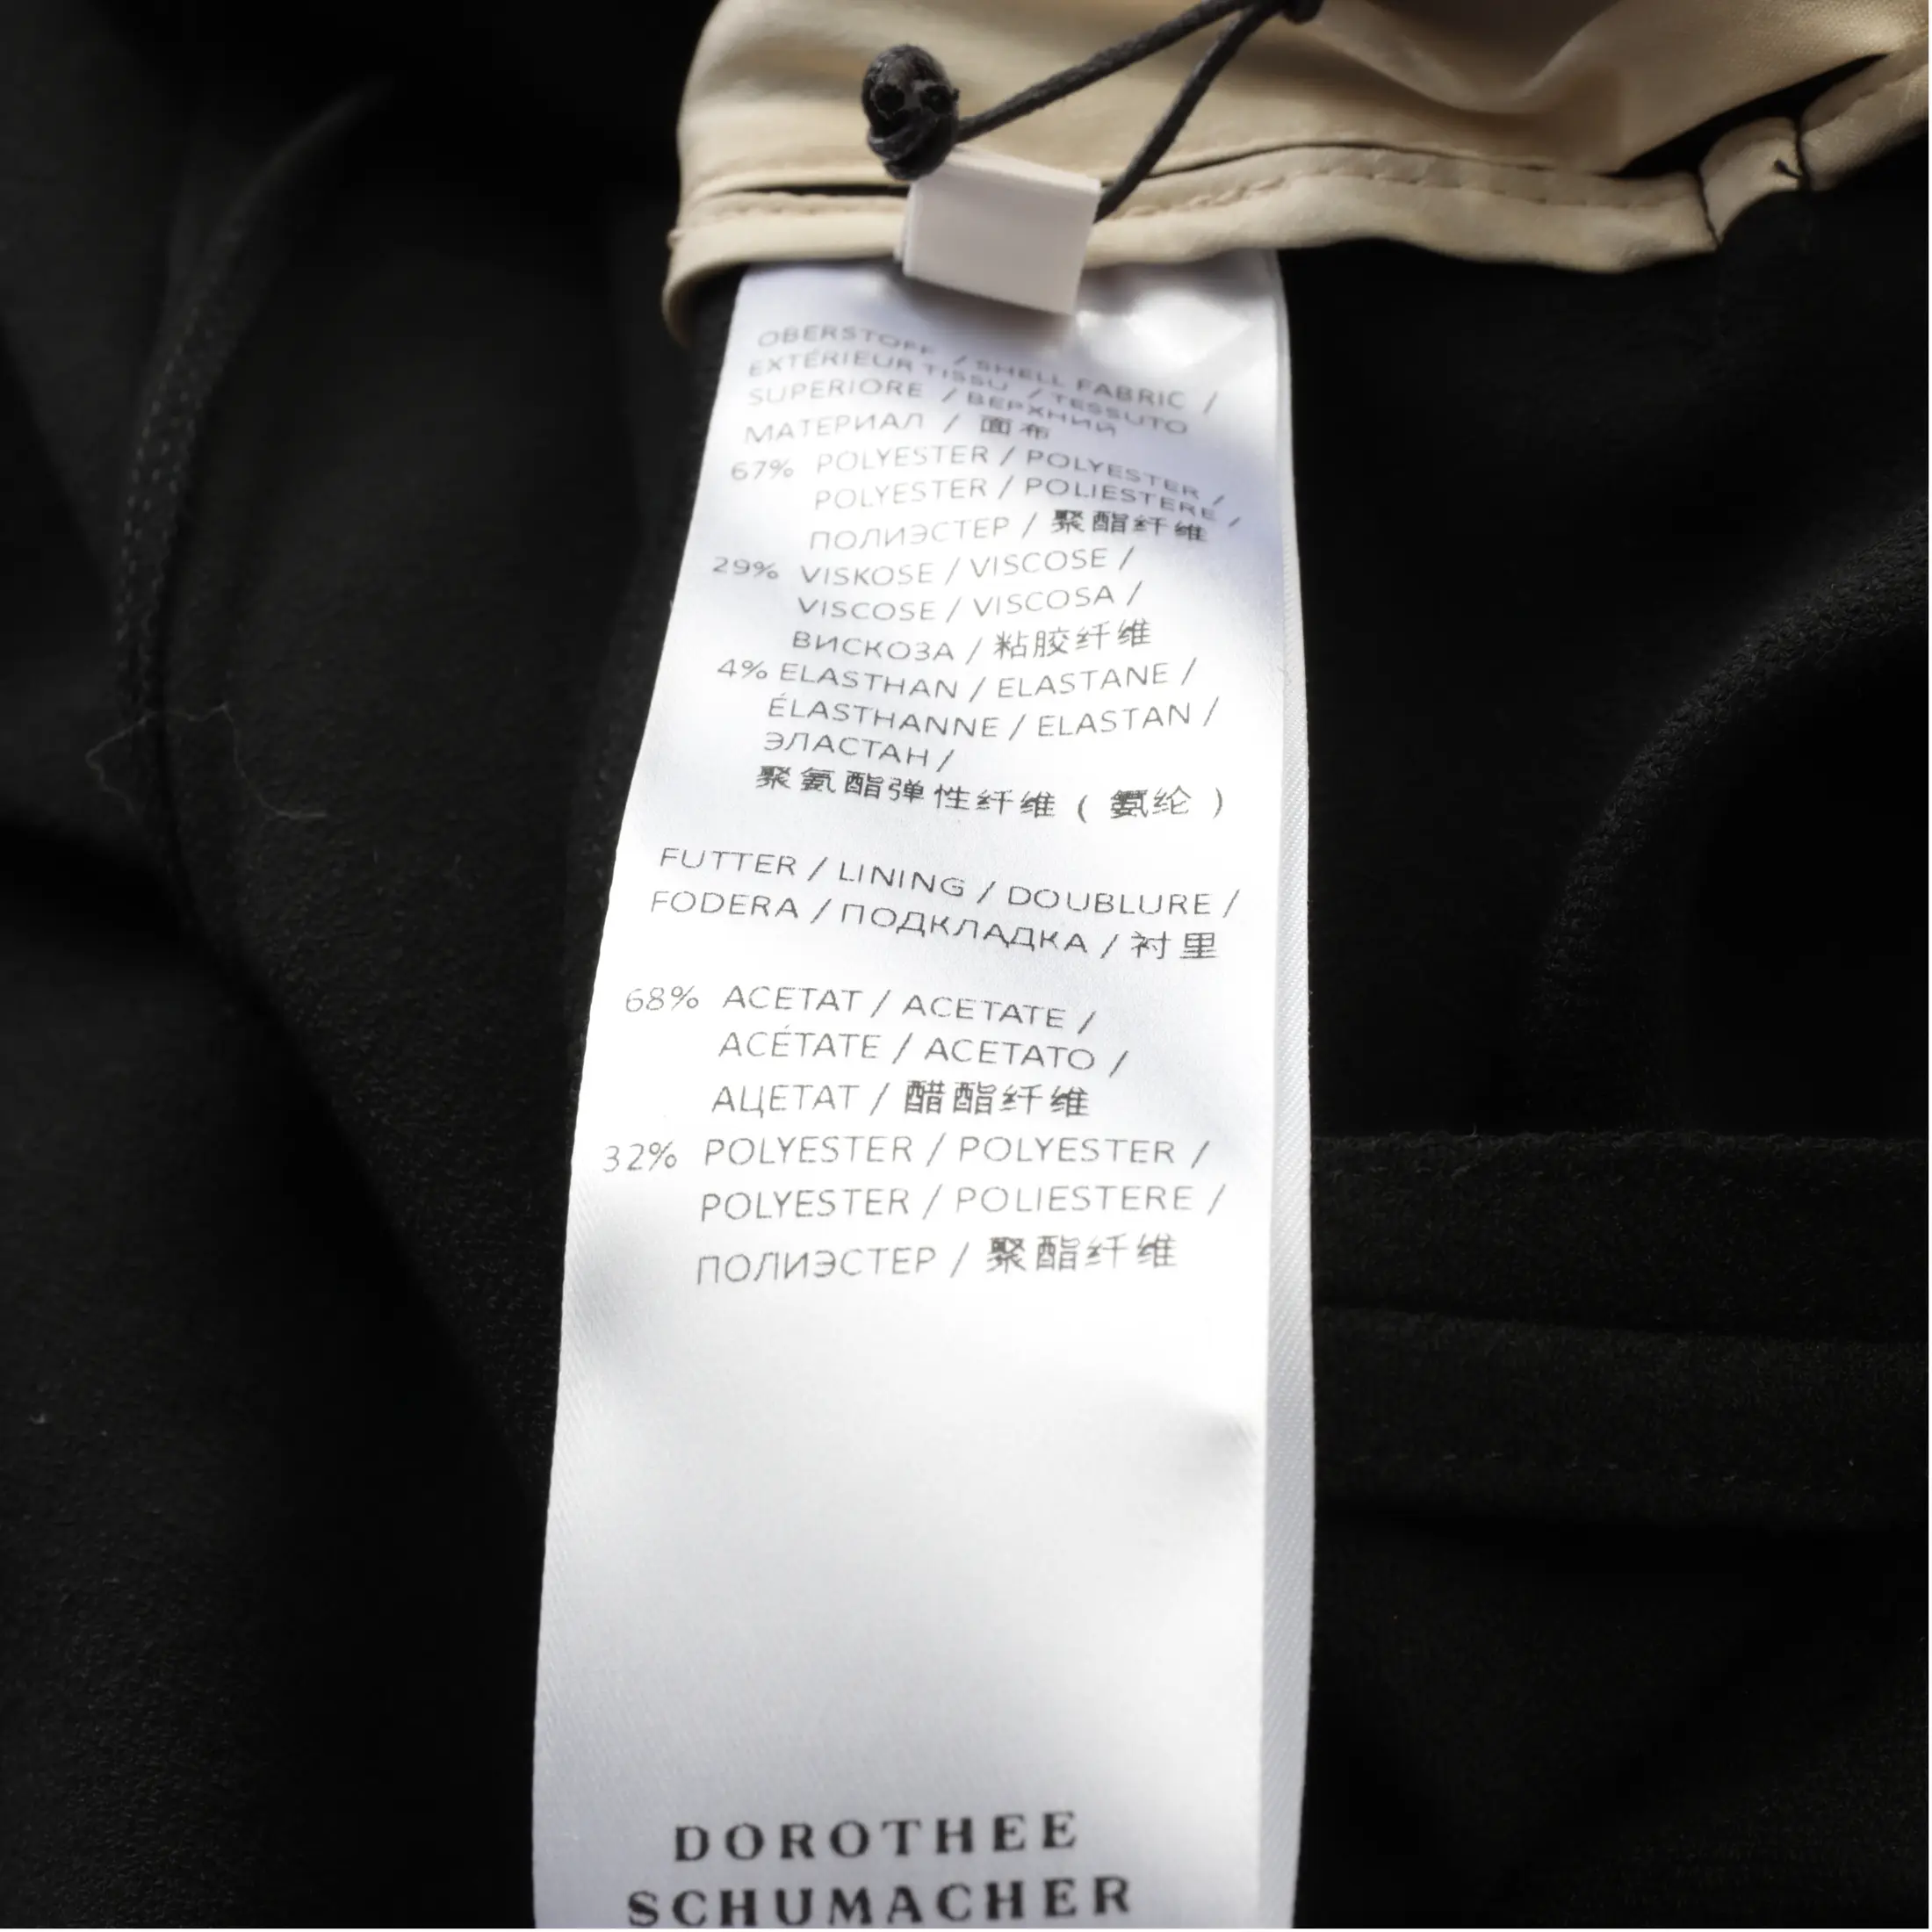 OBERSTOFF / SHELL FABRIC /
EXTÉRIEUR TISSU / TESSUTO
SUPERIORE / ВЕРХНИЙ
МАТЕРИАЛ / 面布
67% POLYESTER / POLYESTER /
POLYESTER / POLIESTERE /
ПОЛИЭСТЕР / 聚酯纤维
29% VISKOSE / VISCOSE /
VISCOSE / VISCOSA /
ВИСКОЗА / 粘胶纤维
4% ELASTHAN / ELASTANE /
ÉLASTHANNE / ELASTAN /
ЭЛАСТАН /
聚氨酯弹性纤维 ( 氨纶 )
FUTTER / LINING / DOUBLURE /
FODERA / ПОДКЛАДКА / 衬里
68% ACETAT / ACETATE /
ACÉTATE / ACETATO /
АЦЕТАТ / 醋酯纤维
32% POLYESTER / POLYESTER /
POLYESTER / POLIESTERE /
ПОЛИЭСТЕР / 聚酯纤维
DOROTHEE
SCHUMACHER